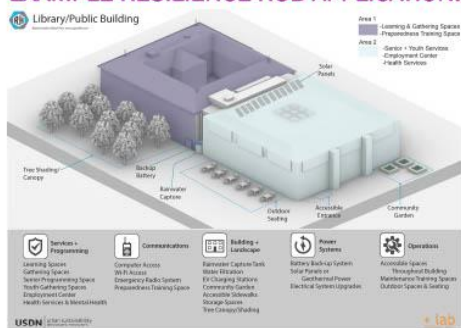 EXAMPLE RESILIENCE HUB APPLICATION:
Library/Public Building
Area 1
-Learning & Gathering Spaces
-Preparedness Training Space
Area 2
-Senior + Youth Services
-Employment Center
-Health Services
Solar
Panels
Tree Shading/
Canopy
Backup
Battery
Rainwater
Capture
Outdoor
Seating
Accessible
Entrance
Community
Garden
Services +
Programming
Learning Spaces
Gathering Spaces
Senior Programming Space
Youth Gathering Spaces
Employment Center
Health Services & Mental Health
Communications
Computer Access
Wi-Fi Access
Emergency Radio System
Preparedness Training Space
Building +
Landscape
Rainwater Capture Tank
Water Filtration
EV Charging Stations
Community Garden
Accessible Sidewalks
Storage Spaces
Tree Canopy/Shading
Power
Systems
Battery Back-up System
Solar Panels or
Geothermal Power
Electrical System Upgrades
Operations
Accessible Spaces
Throughout Building
Maintenance Training Spaces
Outdoor Spaces & Seating
USDN
+ lab